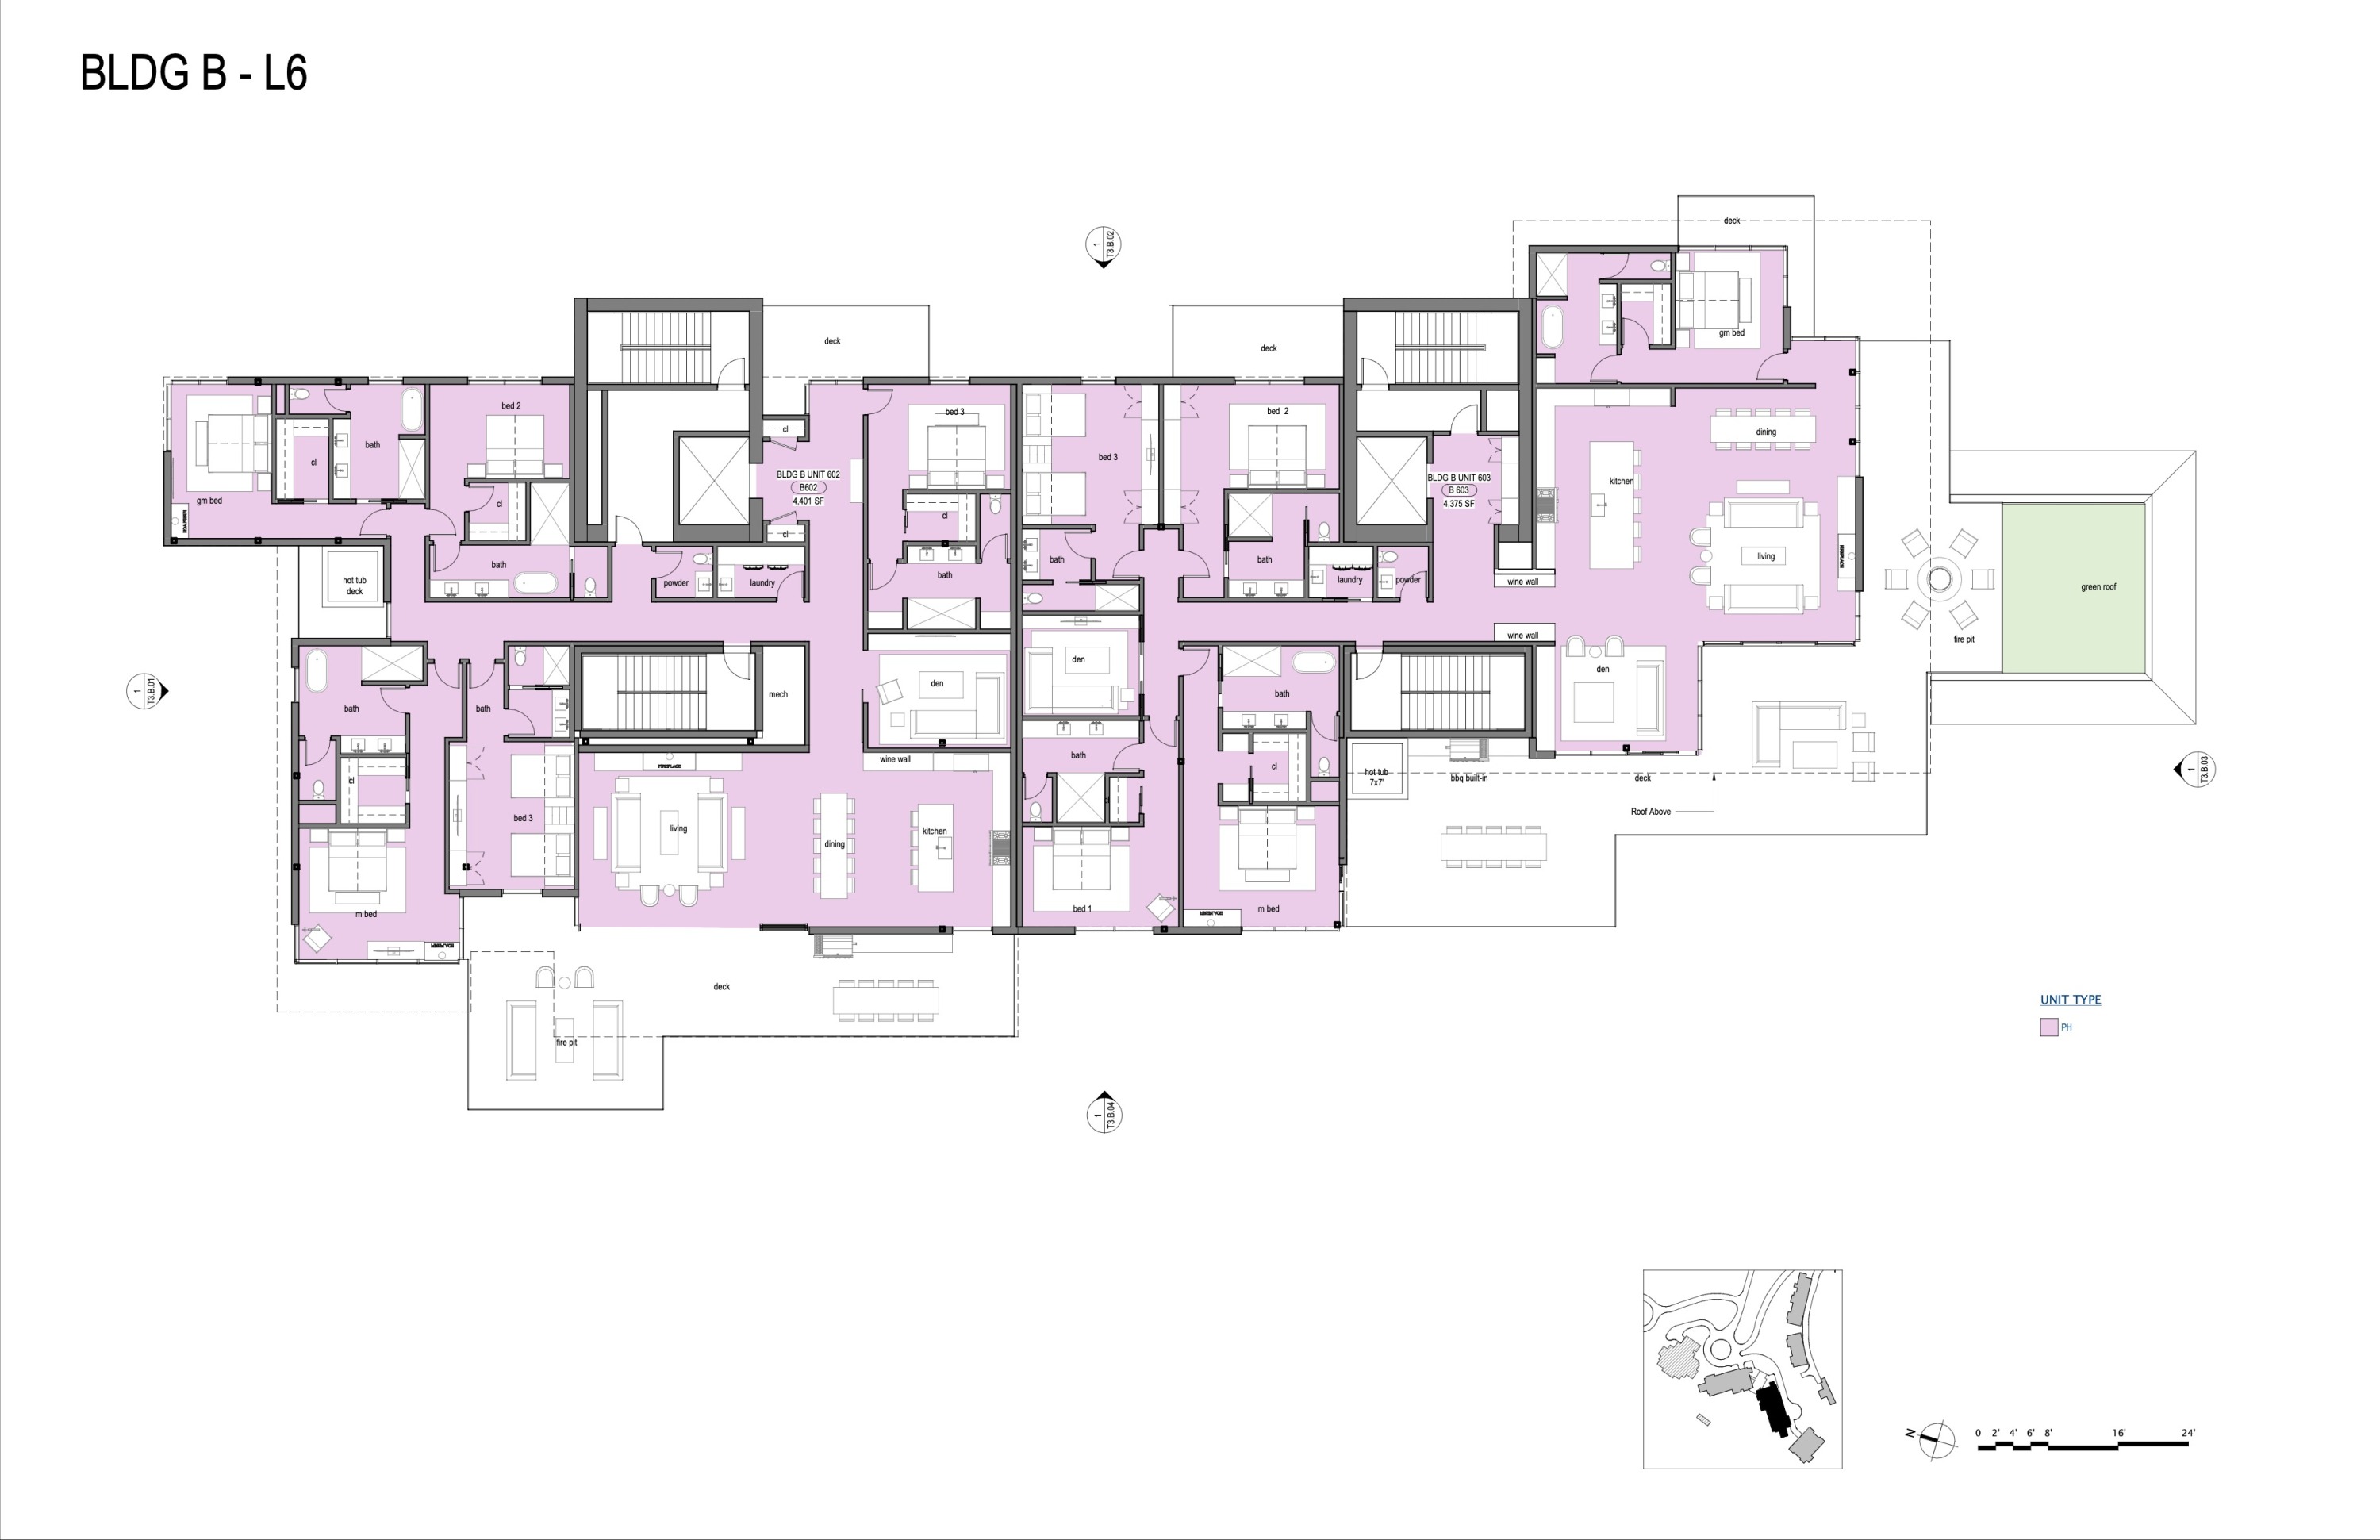 BLDG B - L6
1
T3.B.02
deck
deck
deck
gm bed
bed 2
bath
cl
gm bed
cl
cl
bed 3
BLDG B UNIT 602
B602
4,401 SF
cl
cl
bed 3
bed 2
BLDG B UNIT 603
B 603
4,375 SF
dining
kitchen
living
FIREPLACE
hot tub
deck
bath
powder
laundry
bath
bath
bath
laundry
powder
wine wall
wine wall
green roof
fire pit
1
T3.B.01
bath
bath
mech
den
den
bath
den
cl
FIREPLACE
wine wall
bath
cl
hot tub
7x7'
bbq built-in
deck
Roof Above
1
T3.B.03
bed 3
living
dining
kitchen
m bed
bed 1
m bed
deck
fire pit
1
T3.B.04
UNIT TYPE
PH
N
0 2' 4' 6' 8' 16' 24'